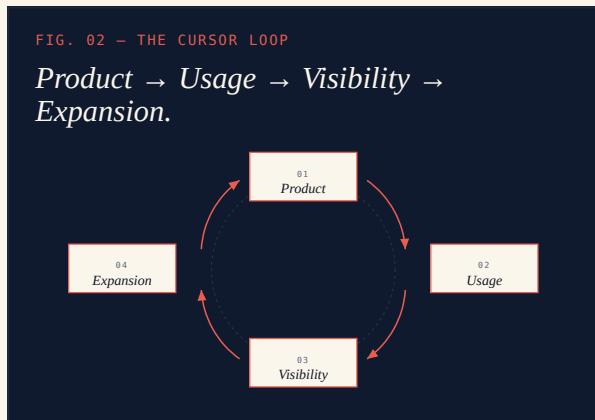 FIG. 02 — THE CURSOR LOOP
Product → Usage → Visibility →
Expansion.
01
Product
02
Usage
03
Visibility
04
Expansion